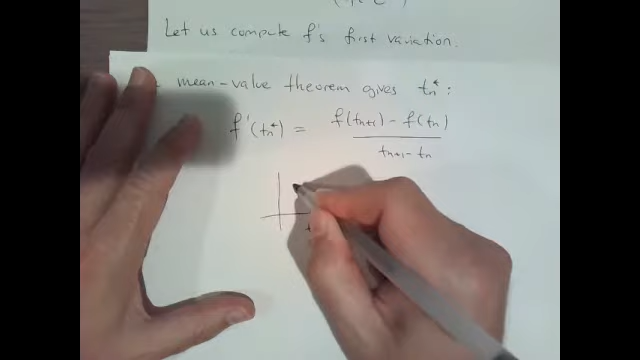 Let us compute f's first variation.
mean-value theorem gives tn*:
f'(tn*) = f(tn+1) - f(tn)
tn+1 - tn